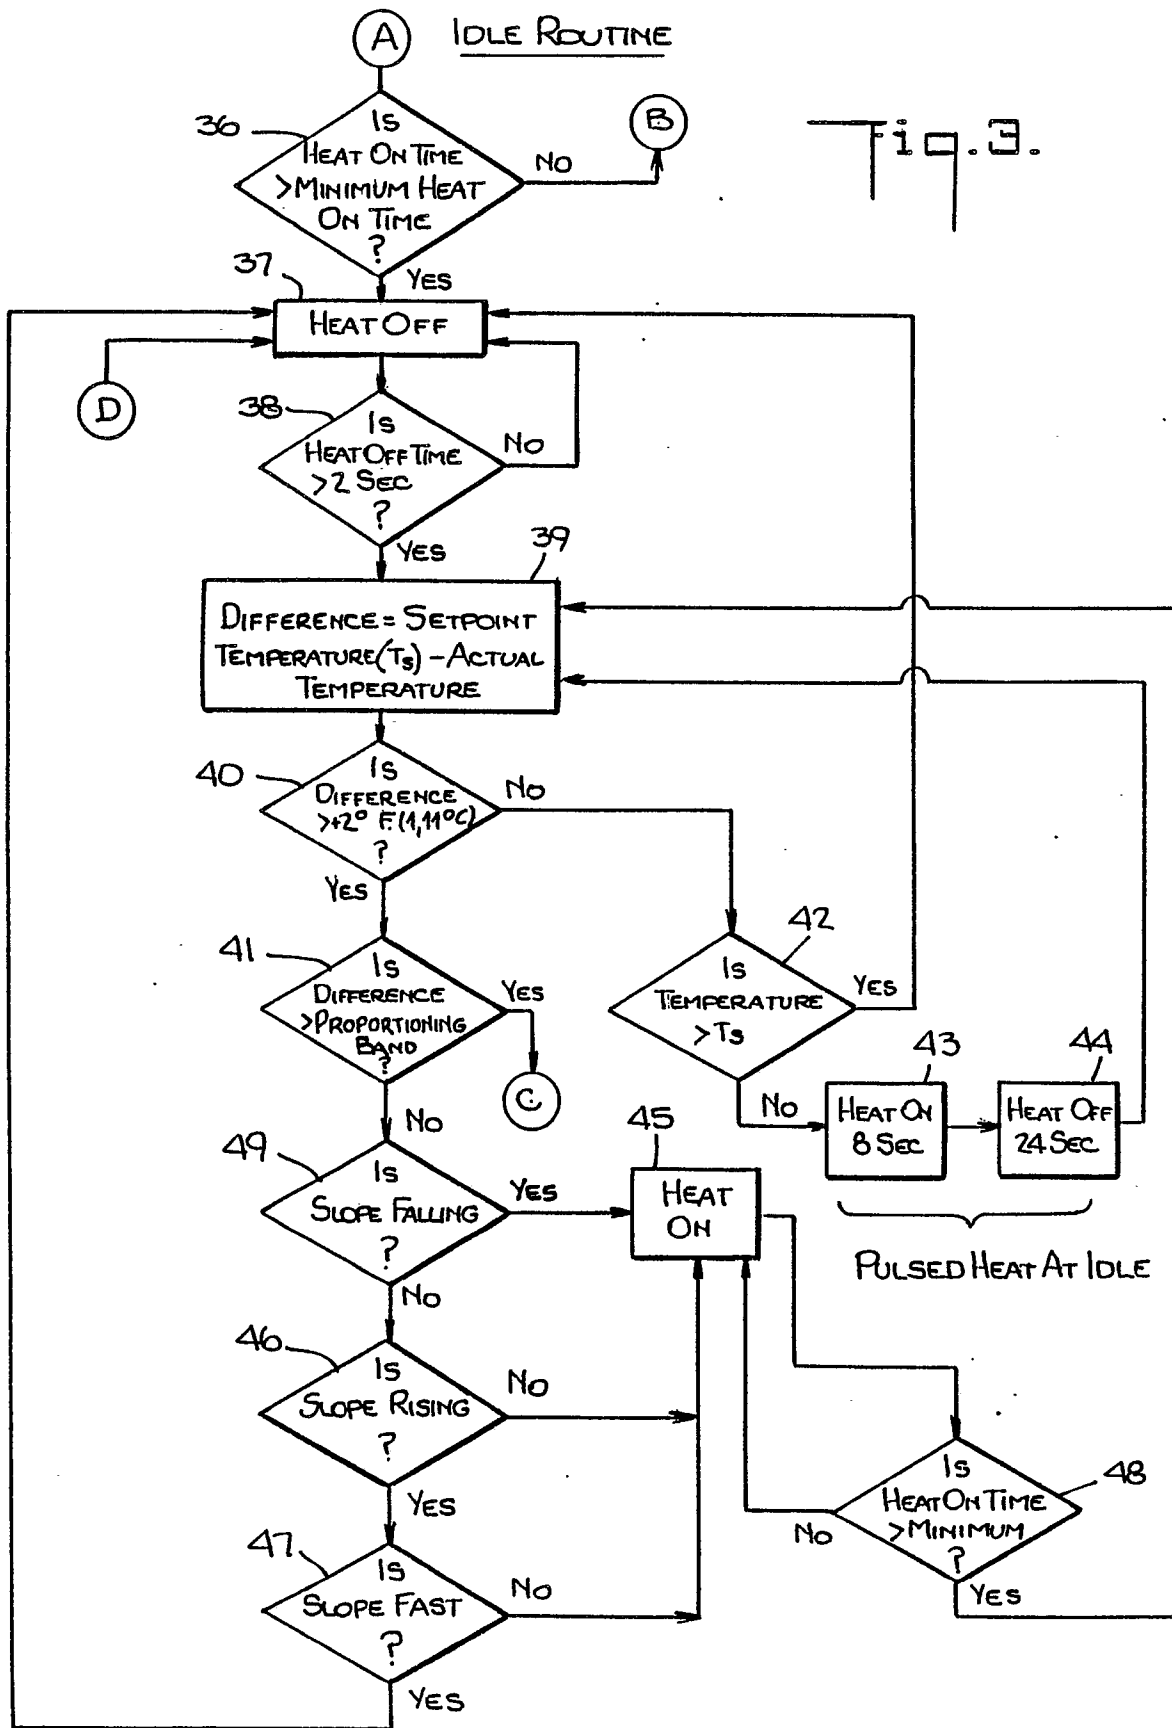 A
IDLE ROUTINE
Fig. 3.
36
IS
HEAT ON TIME
>MINIMUM HEAT
ON TIME
?
NO
B
YES
37
HEAT OFF
D
38
IS
HEAT OFF TIME
>2 SEC
?
NO
YES
39
DIFFERENCE = SETPOINT
TEMPERATURE(Ts) - ACTUAL
TEMPERATURE
40
IS
DIFFERENCE
>+2° F.(1,11°C)
?
NO
YES
41
IS
DIFFERENCE
>PROPORTIONING
BAND
?
YES
C
NO
42
IS
TEMPERATURE
>Ts
YES
NO
43
HEAT ON
8 SEC
44
HEAT OFF
24 SEC
PULSED HEAT AT IDLE
49
IS
SLOPE FALLING
?
YES
NO
45
HEAT
ON
46
IS
SLOPE RISING
?
NO
YES
47
IS
SLOPE FAST
?
NO
YES
48
IS
HEAT ON TIME
>MINIMUM
?
NO
YES